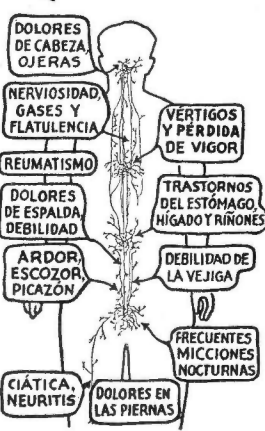 DOLORES
DE CABEZA,
OJERAS
NERVIOSIDAD,
GASES Y
FLATULENCIA
VÉRTIGOS
Y PÉRDIDA
DE VIGOR
REUMATISMO
DOLORES
DE ESPALDA,
DEBILIDAD
TRASTORNOS
DEL ESTÓMAGO,
HÍGADO Y RIÑONES
ARDOR,
ESCOZOR,
PICAZÓN
DEBILIDAD DE
LA VEJIGA
FRECUENTES
MICCIONES
NOCTURNAS
CIÁTICA,
NEURITIS
DOLORES EN
LAS PIERNAS